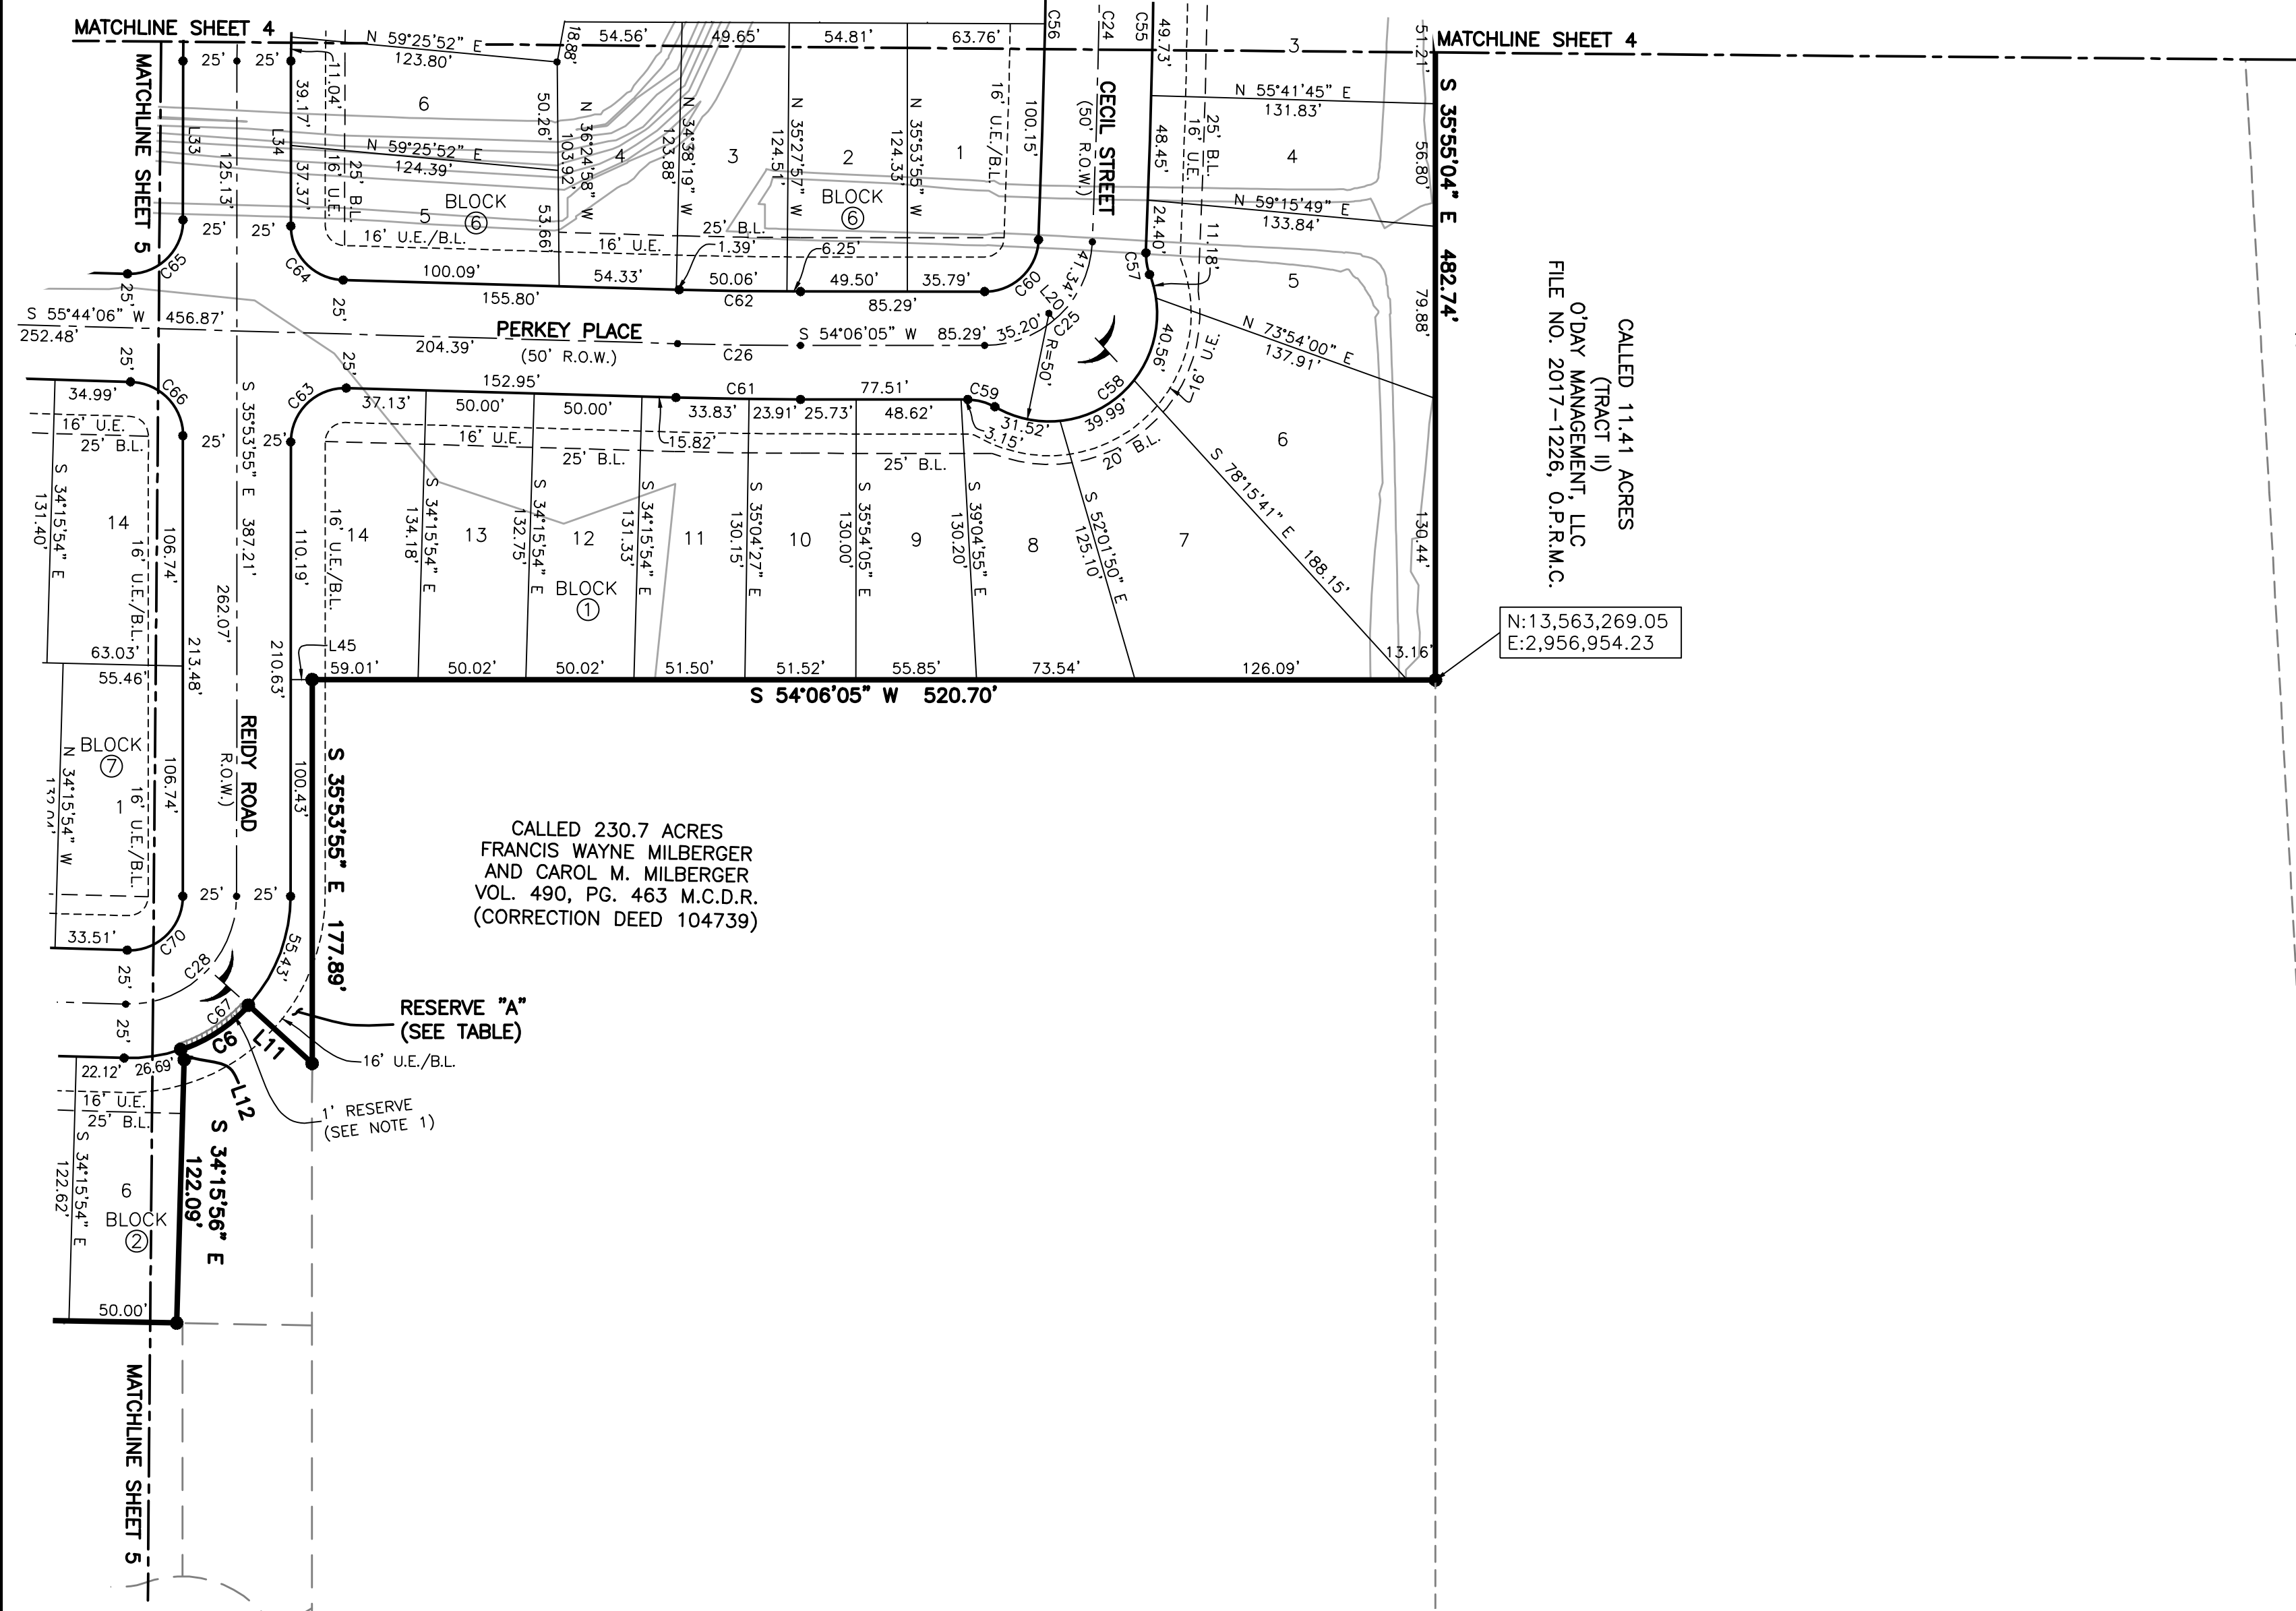 MATCHLINE SHEET 4
MATCHLINE SHEET 4
MATCHLINE SHEET 5
25'
25'
11.04'
39.17'
N 59°25'52" E
123.80'
18.88'
54.56'
49.65'
54.81'
63.76'
C56
C24
C55
49.73'
3
51.21'
6
50.26'
N 36°24'58" W
103.92'
4
N 34°38'19" W
123.88'
3
N 35°27'57" W
124.51'
2
N 35°53'55" W
124.33'
1
16' U.E./B.L.
100.15'
CECIL STREET
(50' R.O.W.)
48.45'
25' B.L.
16' U.E.
N 55°41'45" E
131.83'
4
56.80'
S 35°55'04" E 482.74'
L33
125.13'
L34
37.37'
16' U.E.
25' B.L.
N 59°25'52" E
124.39'
5
BLOCK
6
53.66'
BLOCK
6
24.40'
11.18'
N 59°15'49" E
133.84'
25'
25'
16' U.E./B.L.
16' U.E.
25' B.L.
C65
C64
1.39'
6.25'
C60
L20
41.34'
C57
5
79.88'
25'
100.09'
155.80'
25'
54.33'
50.06'
C62
49.50'
35.79'
85.29'
S 55°44'06" W 456.87'
252.48'
PERKEY PLACE
(50' R.O.W.)
204.39'
C26
S 54°06'05" W 85.29'
35.20'
C25
R=50'
40.56'
16' U.E.
N 73°54'00" E
137.91'
25'
25'
C66
C63
34.99'
152.95'
37.13'
50.00'
50.00'
C61
33.83'
23.91'
25.73'
77.51'
48.62'
C59
C58
31.52'
39.99'
3.15'
15.82'
20' B.L.
6
16' U.E.
25' B.L.
25'
25'
S 35°53'55" E 387.21'
16' U.E.
25' B.L.
25' B.L.
S 34°15'54" E
131.40'
14
16' U.E./B.L.
106.74'
262.07'
110.19'
16' U.E./B.L.
14
S 34°15'54" E
134.18'
13
S 34°15'54" E
132.75'
12
S 34°15'54" E
131.33'
11
S 35°04'27" E
130.15'
10
S 35°54'05" E
130.00'
9
S 39°04'55" E
130.20'
8
S 52°01'50" E
125.10'
7
S 78°15'41" E 188.15'
130.44'
BLOCK
1
CALLED 11.41 ACRES
(TRACT II)
O'DAY MANAGEMENT, LLC
FILE NO. 2017-1226, O.P.R.M.C.
N:13,563,269.05
E:2,956,954.23
63.03'
55.46'
213.48'
210.63'
L45
59.01'
50.02'
50.02'
51.50'
51.52'
55.85'
73.54'
126.09'
13.16'
S 54°06'05" W 520.70'
BLOCK
7
1
N 34°15'54" W
16' U.E./B.L.
106.74'
REIDY ROAD
R.O.W.)
100.43'
S 35°53'55" E 177.89'
CALLED 230.7 ACRES
FRANCIS WAYNE MILBERGER
AND CAROL M. MILBERGER
VOL. 490, PG. 463 M.C.D.R.
(CORRECTION DEED 104739)
25'
25'
33.51'
C70
25'
C28
55.43'
C67
C6
L11
RESERVE "A"
(SEE TABLE)
16' U.E./B.L.
25'
22.12'
26.69'
L12
1' RESERVE
(SEE NOTE 1)
16' U.E.
25' B.L.
S 34°15'54" E
122.62'
S 34°15'56" E
122.09'
6
BLOCK
2
50.00'
MATCHLINE SHEET 5